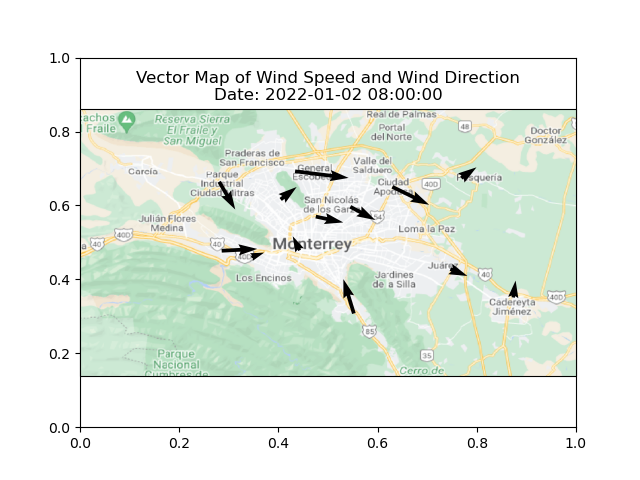 1.0
Vector Map of Wind Speed and Wind Direction
Date: 2022-01-02 08:00:00
achos
Fraile
Reserva Sierra
El Fraile y
San Miguel
Real de Palmas
Portal
del Norte
48
Doctor
González
0.8
Praderas de
San Francisco
General
Escobedo
Valle del
Salduero
García
Parque
Industrial
Ciudad Mitras
Ciudad
Apodaca
40D
Pesquería
0.6
San Nicolás
de los Garza
54
Julián Flores
Medina
Loma la Paz
40
40D
40
Monterrey
40D
Los Encinos
Jardines
de la Silla
Juárez
40
0.4
Cadereyta
Jiménez
40D
85
35
0.2
Parque
Nacional
Cumbres de
Cerro de
0.0
0.0
0.2
0.4
0.6
0.8
1.0